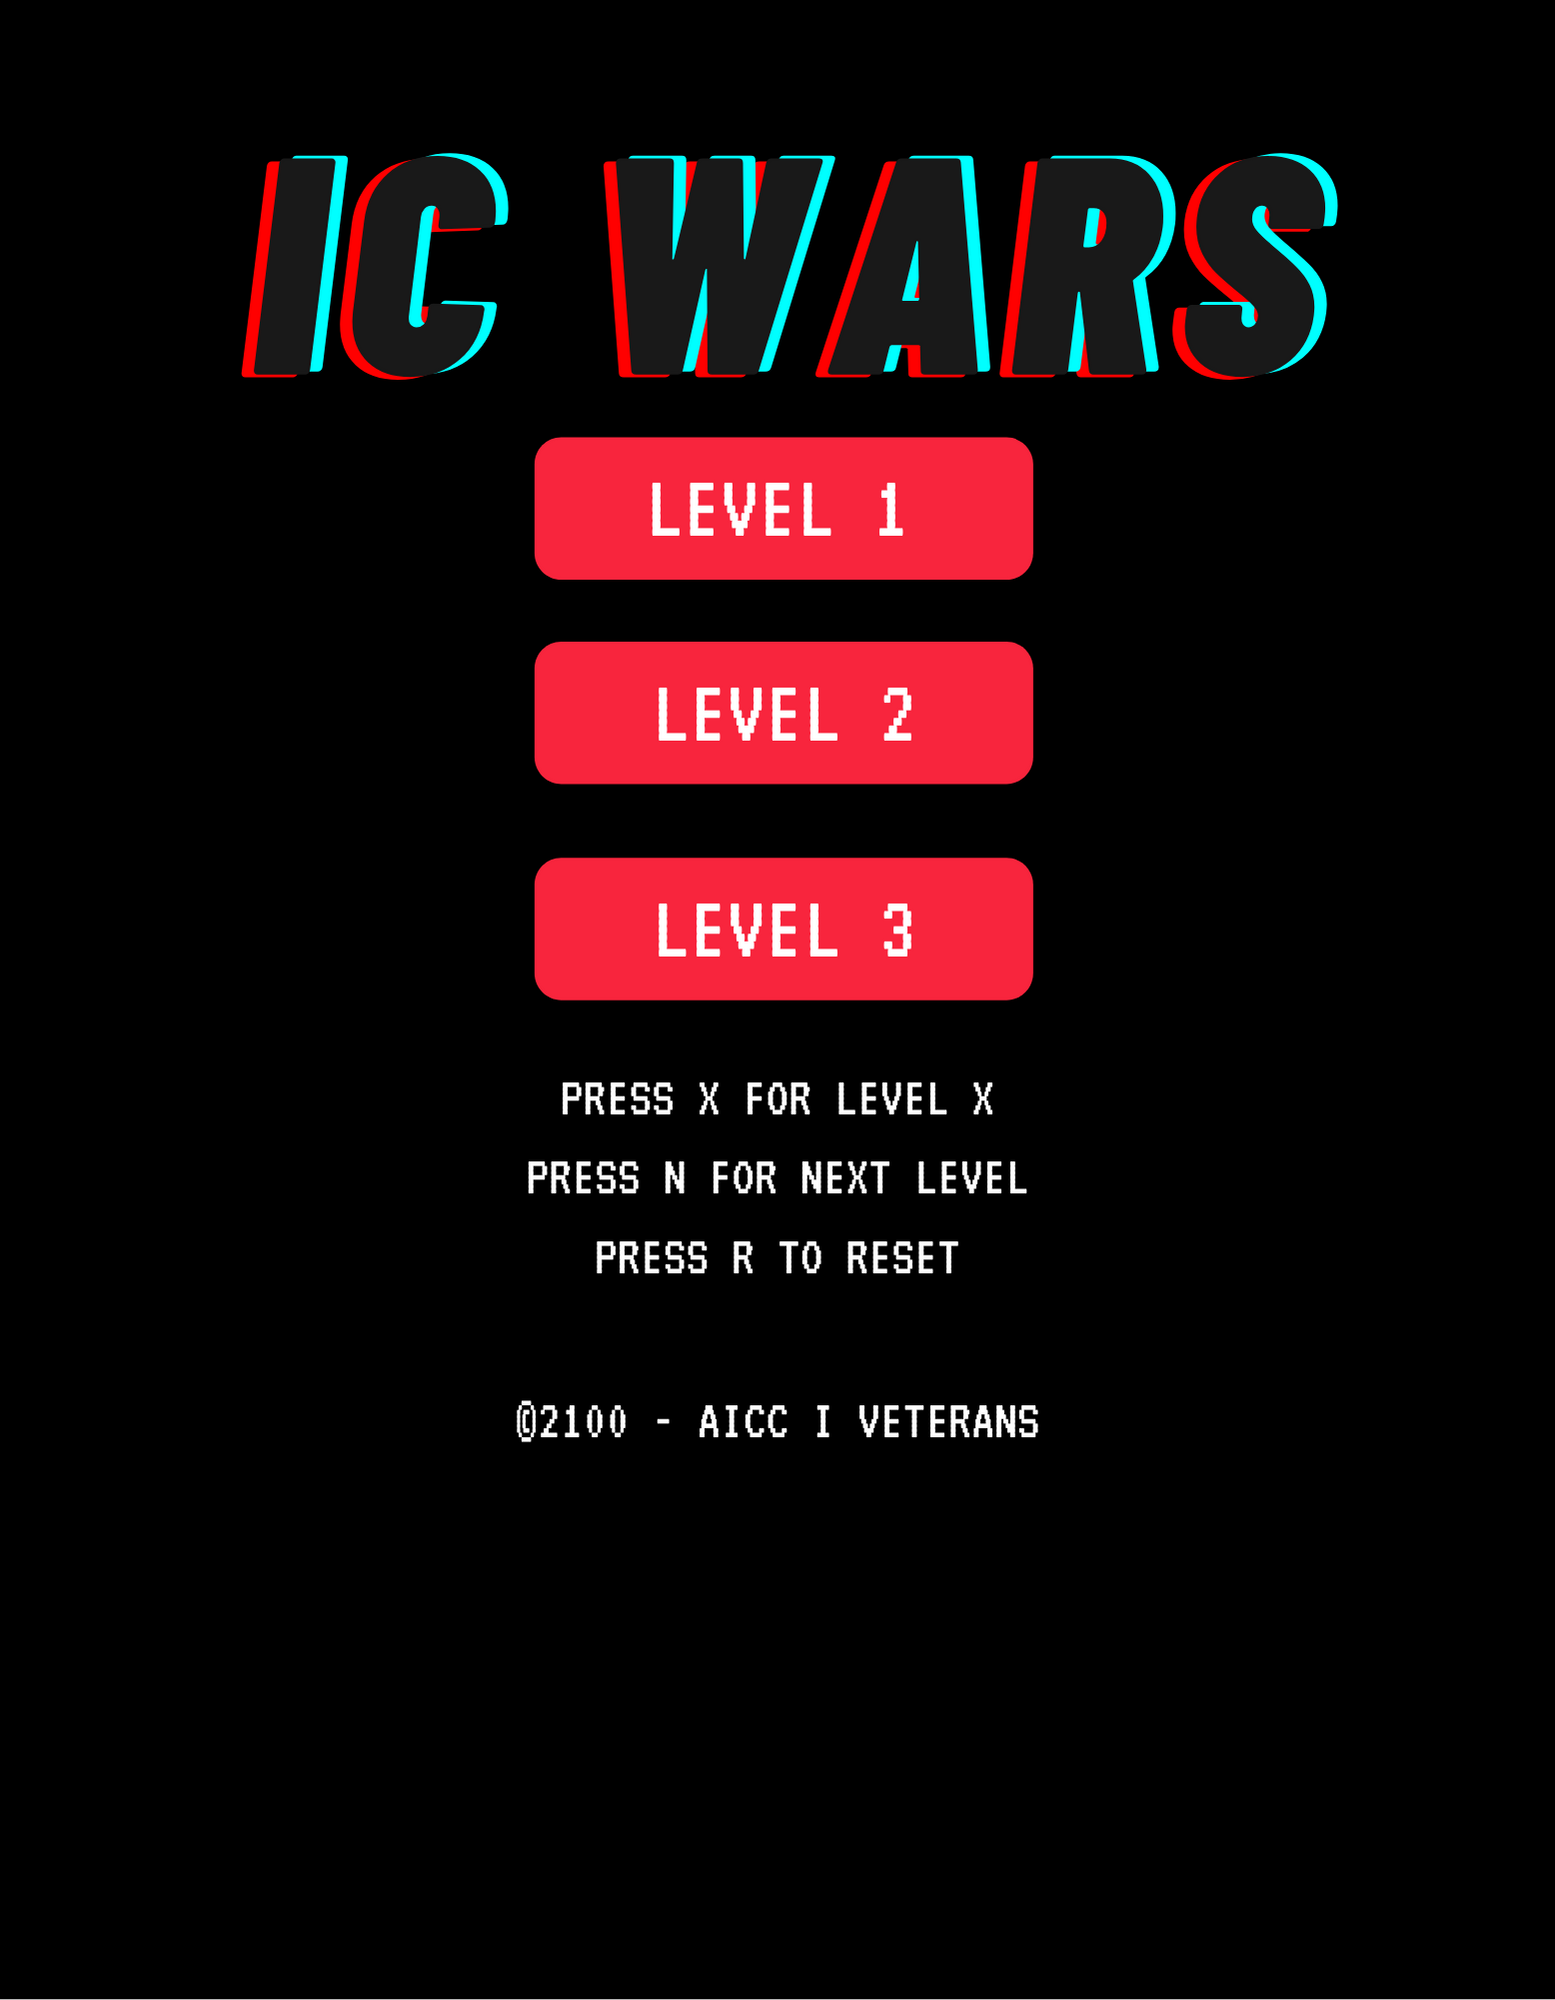 IC WARS
LEVEL 1
LEVEL 2
LEVEL 3
PRESS X FOR LEVEL X
PRESS N FOR NEXT LEVEL
PRESS R TO RESET
©2100 - AICC I VETERANS